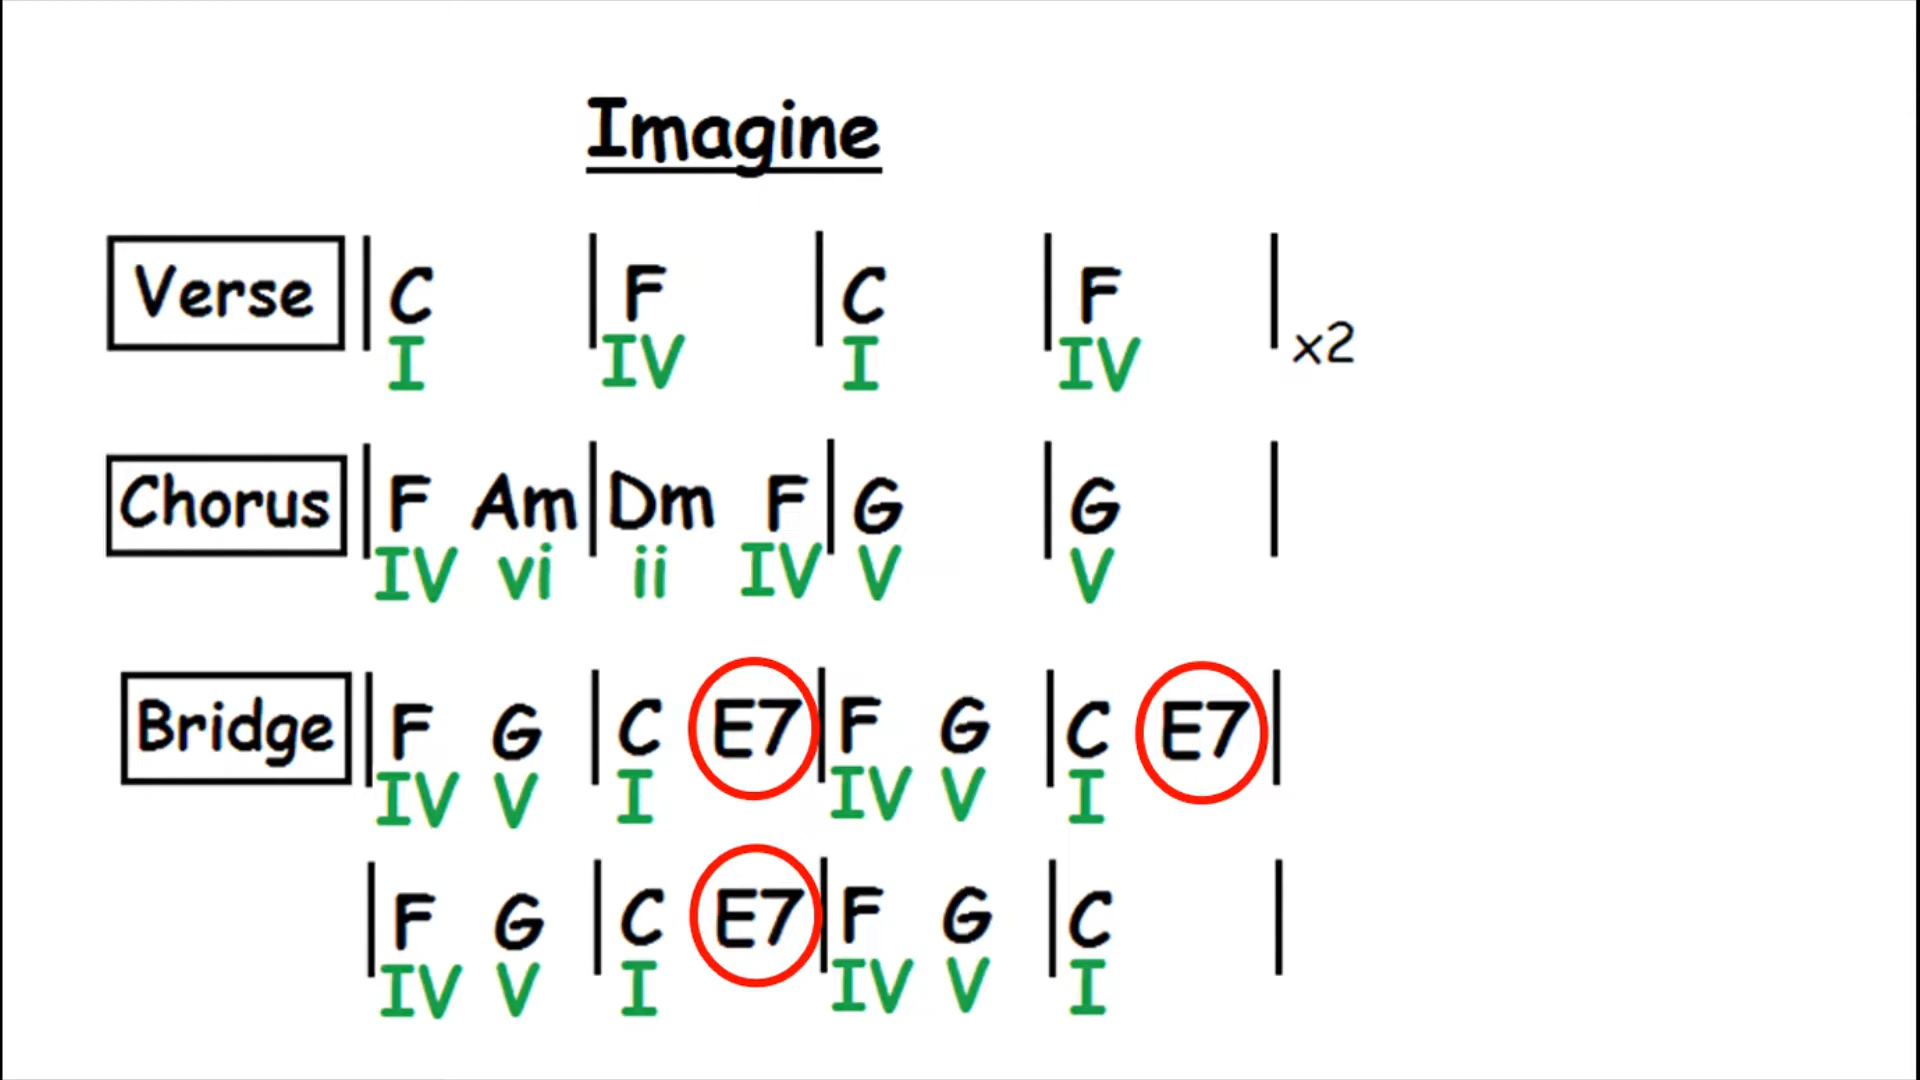 Imagine
Verse | C | F | C | F | x2
I IV I IV
Chorus | F Am | Dm F | G | G |
IV vi ii IV V V
Bridge | F G | C E7 | F G | C E7 |
IV V I IV V I
| F G | C E7 | F G | C |
IV V I IV V I